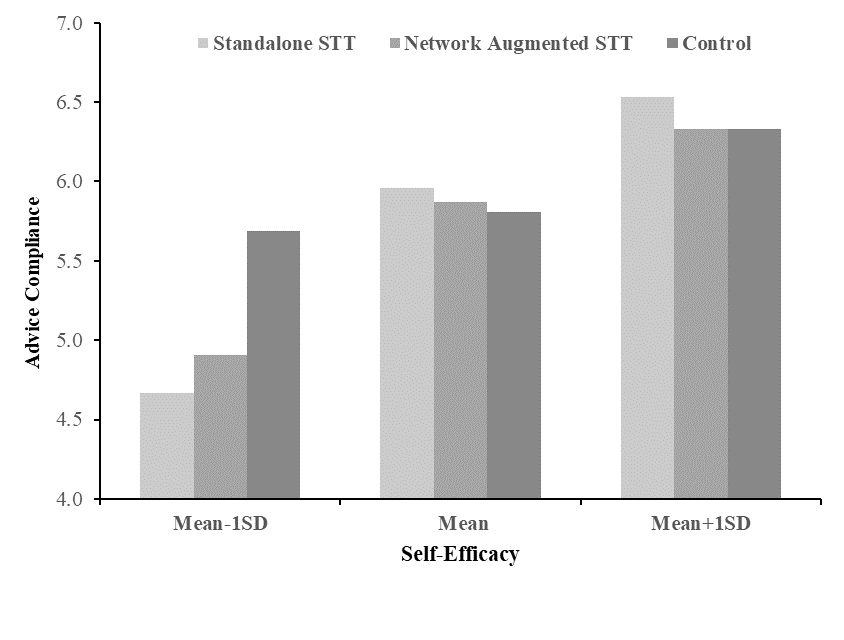 7.0
Standalone STT Network Augmented STT Control
6.5
6.0
5.5
5.0
4.5
4.0
Advice Compliance
Mean-1SD Mean Mean+1SD
Self-Efficacy